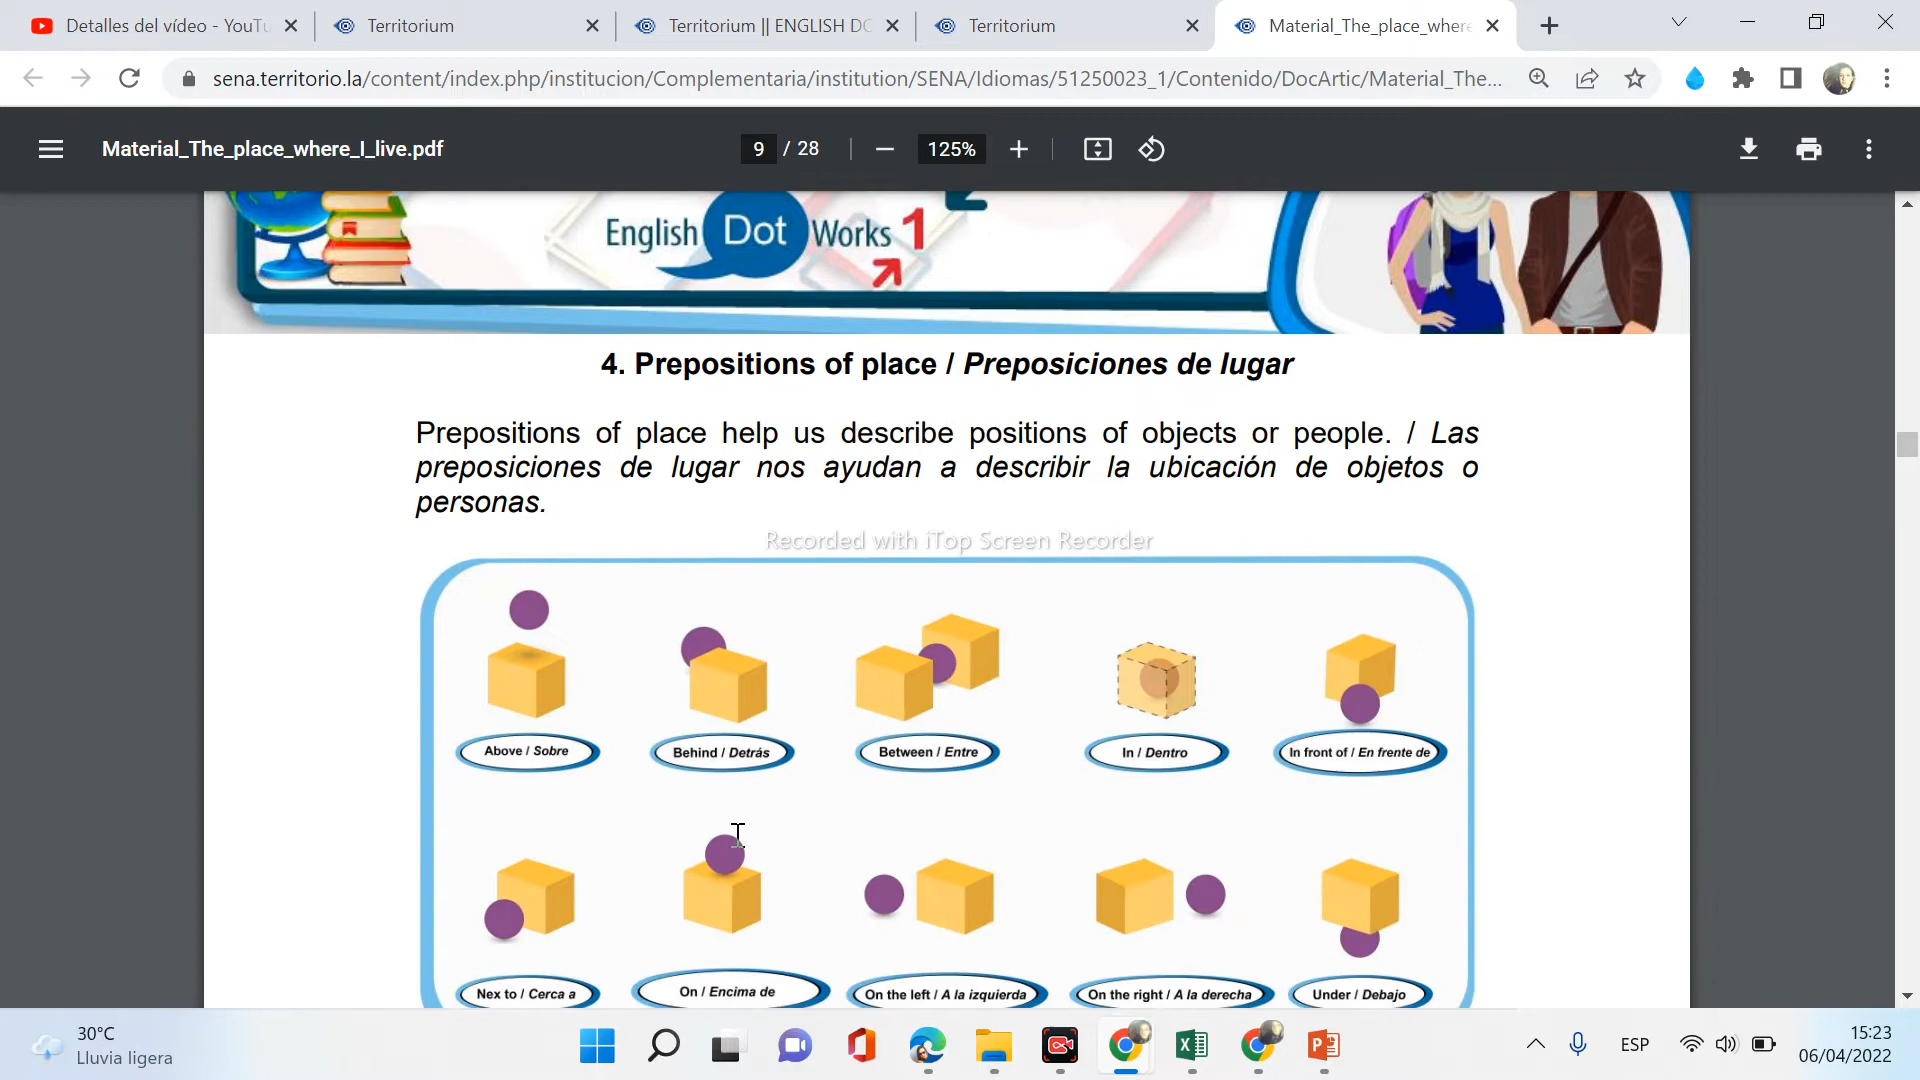 Detalles del vídeo - YouTu
Territorium
Territorium || ENGLISH DO
Territorium
Material_The_place_where
sena.territorio.la/content/index.php/institucion/Complementaria/institution/SENA/Idiomas/51250023_1/Contenido/DocArtic/Material_The...
Material_The_place_where_I_live.pdf
9 / 28
125%
English Dot Works 1
2
4. Prepositions of place / Preposiciones de lugar
Prepositions of place help us describe positions of objects or people. / Las
preposiciones de lugar nos ayudan a describir la ubicación de objetos o
personas.
Recorded with iTop Screen Recorder
Above / Sobre
Behind / Detrás
Between / Entre
In / Dentro
In front of / En frente de
Nex to / Cerca a
On / Encima de
On the left / A la izquierda
On the right / A la derecha
Under / Debajo
30°C
Lluvia ligera
ESP
15:23
06/04/2022